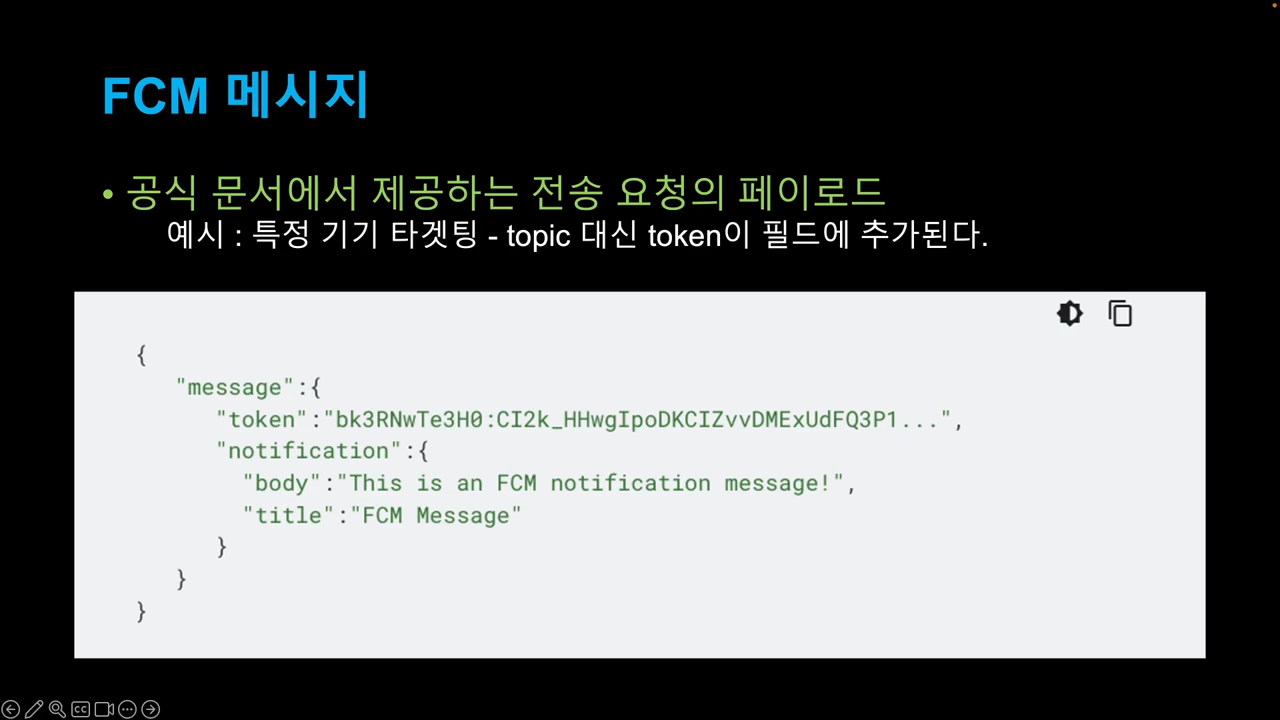 FCM 메시지
• 공식 문서에서 제공하는 전송 요청의 페이로드
예시 : 특정 기기 타겟팅 - topic 대신 token이 필드에 추가된다.
{
"message":{
"token":"bk3RNwTe3H0:CI2k_HHwgIpoDKCIZvvDMExUdFQ3P1...",
"notification":{
"body":"This is an FCM notification message!",
"title":"FCM Message"
}
}
}
CC